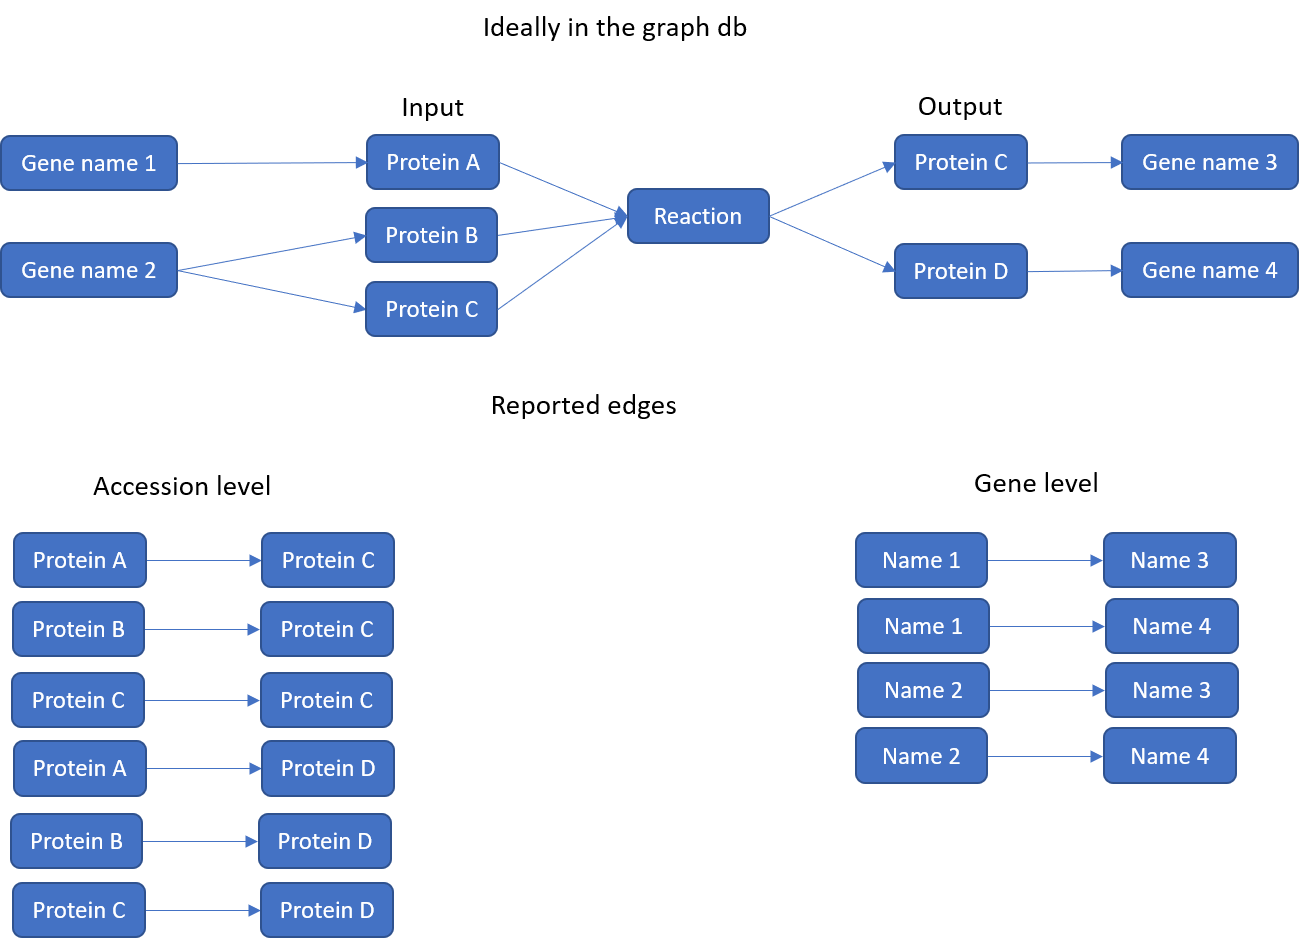 Ideally in the graph db
Input
Output
Gene name 1
Protein A
Protein C
Gene name 3
Protein B
Reaction
Gene name 2
Protein C
Protein D
Gene name 4
Reported edges
Accession level
Protein A
Protein C
Protein B
Protein C
Protein C
Protein C
Protein A
Protein D
Protein B
Protein D
Protein C
Protein D
Gene level
Name 1
Name 3
Name 1
Name 4
Name 2
Name 3
Name 2
Name 4